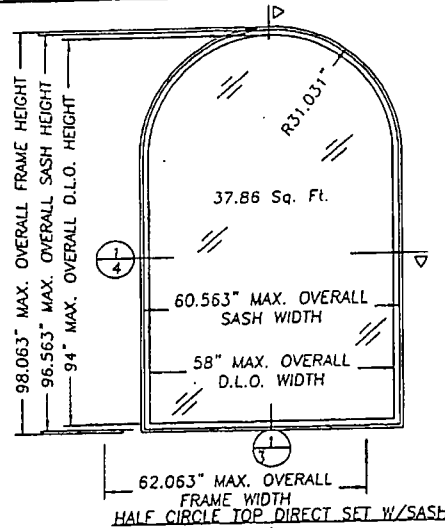 98.063" MAX. OVERALL FRAME HEIGHT
96.563" MAX. OVERALL SASH HEIGHT
94" MAX. OVERALL D.L.O. HEIGHT
R31.031"
37.86 Sq. Ft.
1
4
60.563" MAX. OVERALL
SASH WIDTH
58" MAX. OVERALL
D.L.O. WIDTH
1
3
62.063" MAX. OVERALL
FRAME WIDTH
HALF CIRCLE TOP DIRECT SET W/SASH